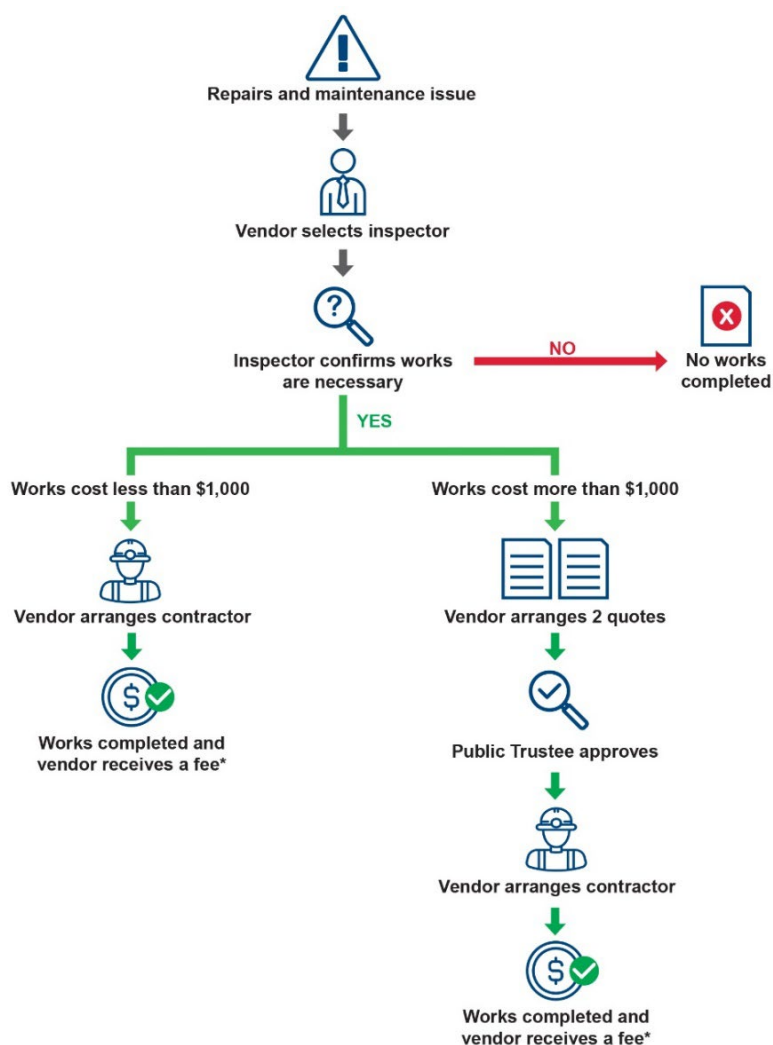 Repairs and maintenance issue
Vendor selects inspector
?
Inspector confirms works
are necessary
NO
X
No works
completed
YES
Works cost less than $1,000
Works cost more than $1,000
Vendor arranges contractor
Vendor arranges 2 quotes
$
Works completed and
vendor receives a fee*
Public Trustee approves
Vendor arranges contractor
$
Works completed and
vendor receives a fee*